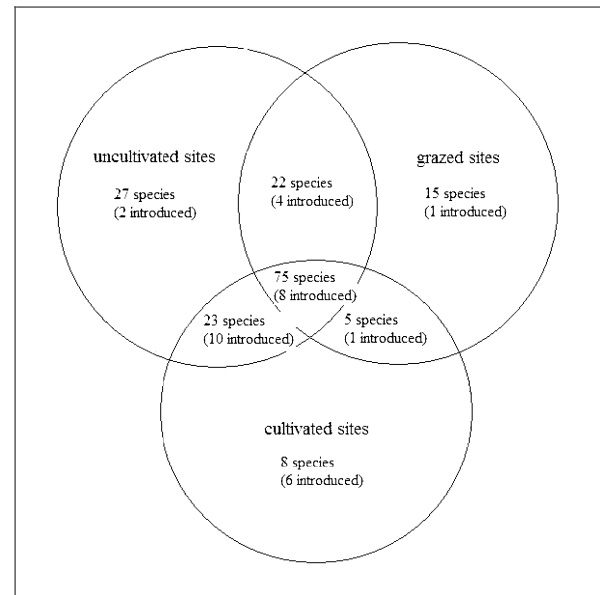 uncultivated sites
27 species
(2 introduced)
22 species
(4 introduced)
grazed sites
15 species
(1 introduced)
75 species
(8 introduced)
23 species
(10 introduced)
5 species
(1 introduced)
cultivated sites
8 species
(6 introduced)